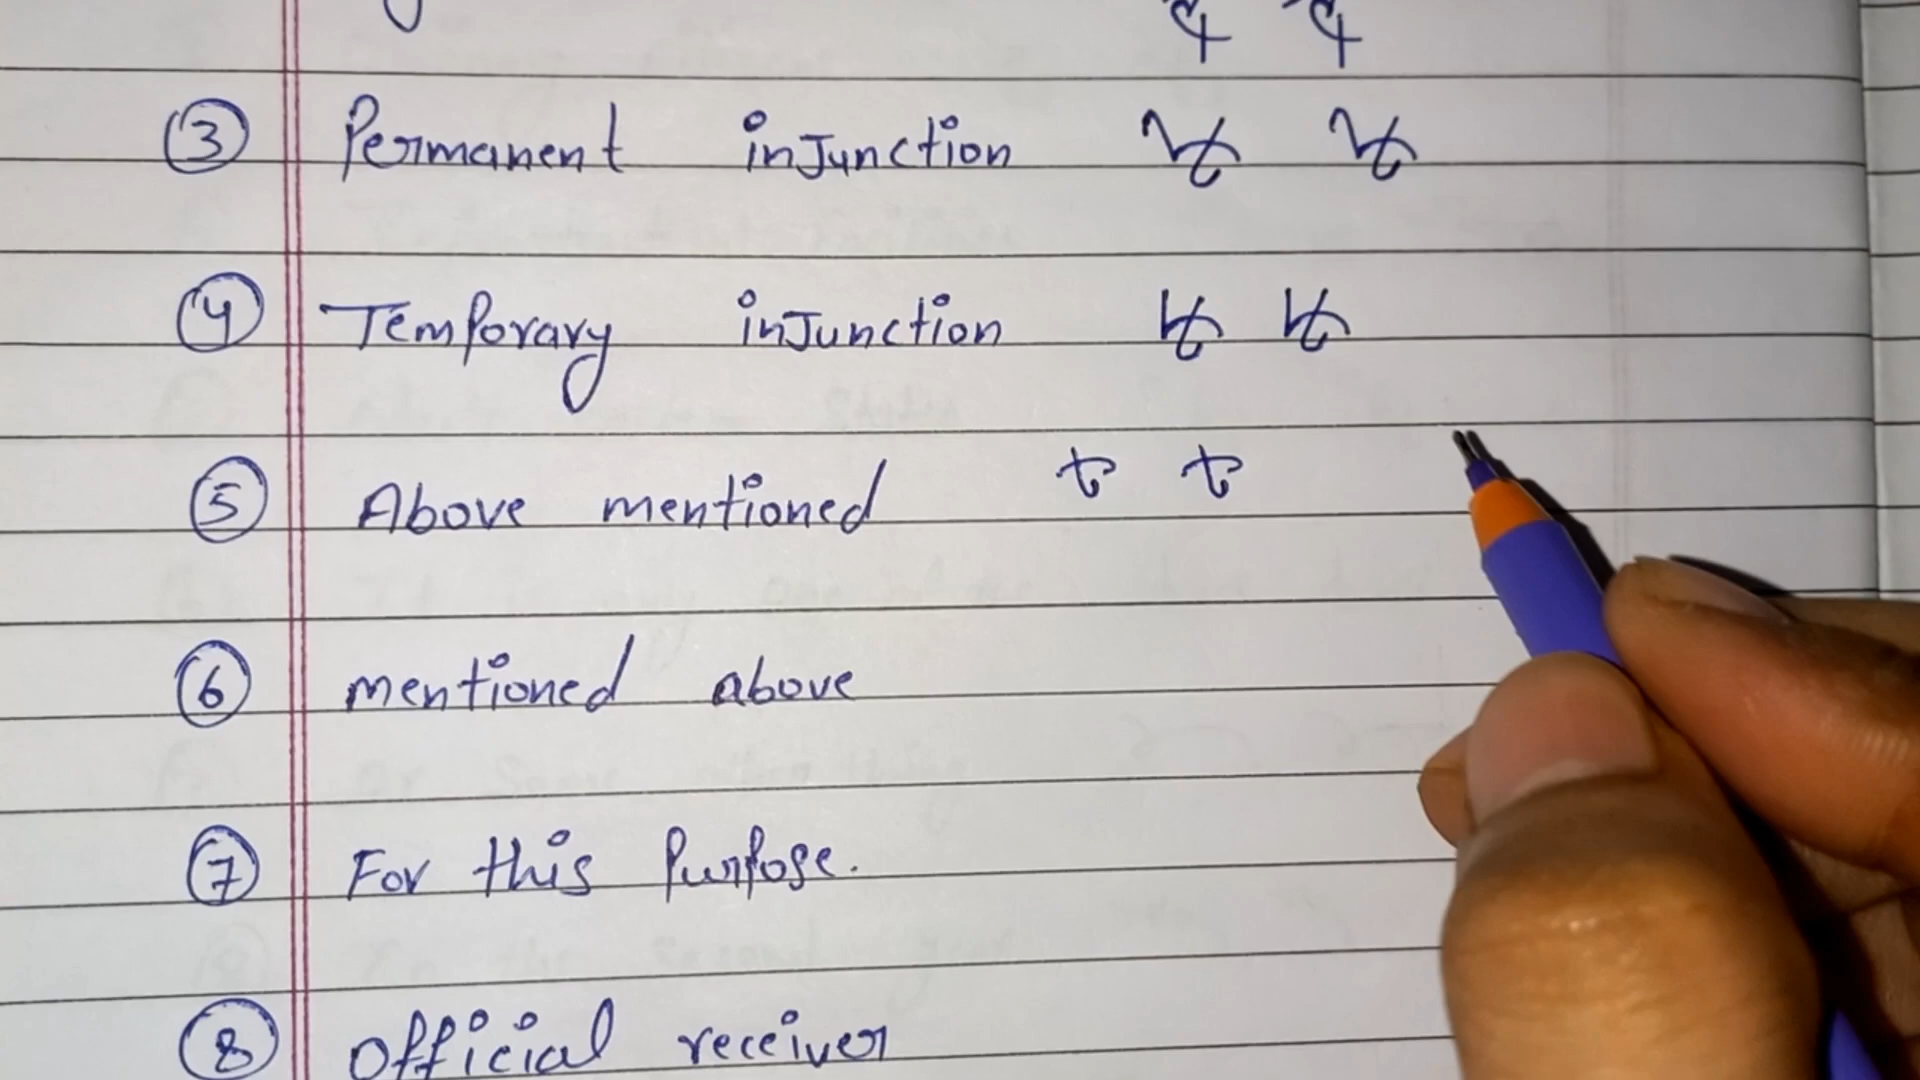 3 Permanent injunction
4 Temporary injunction
5 Above mentioned
6 mentioned above
7 For this Purpose.
8 official receiver